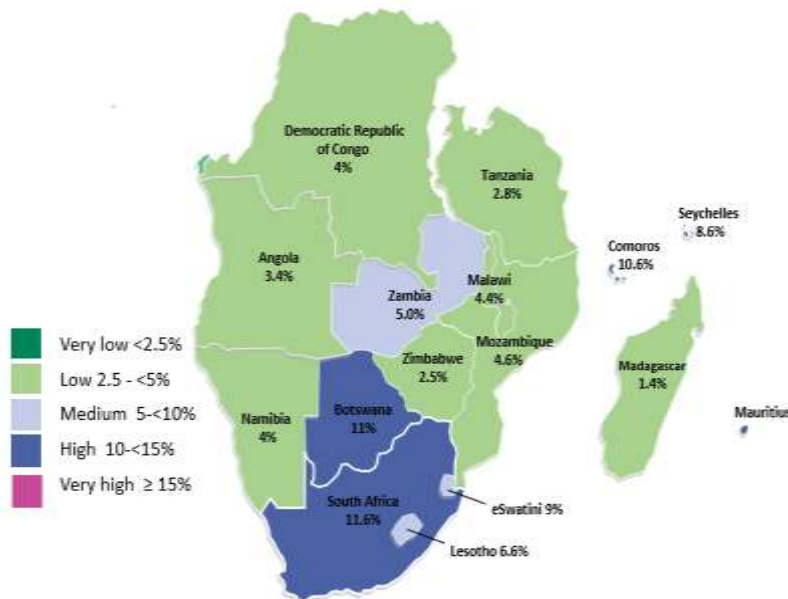 Democratic Republic
of Congo
4%
Tanzania
2.8%
Seychelles
8.6%
Comoros
10.6%
Angola
3.4%
Malawi
4.4%
Zambia
5.0%
Mozambique
4.6%
Zimbabwe
2.5%
Madagascar
1.4%
Mauritius
Namibia
4%
Botswana
11%
South Africa
11.6%
eSwatini 9%
Lesotho 6.6%
Very low <2.5%
Low 2.5 - <5%
Medium 5-<10%
High 10-<15%
Very high ≥ 15%